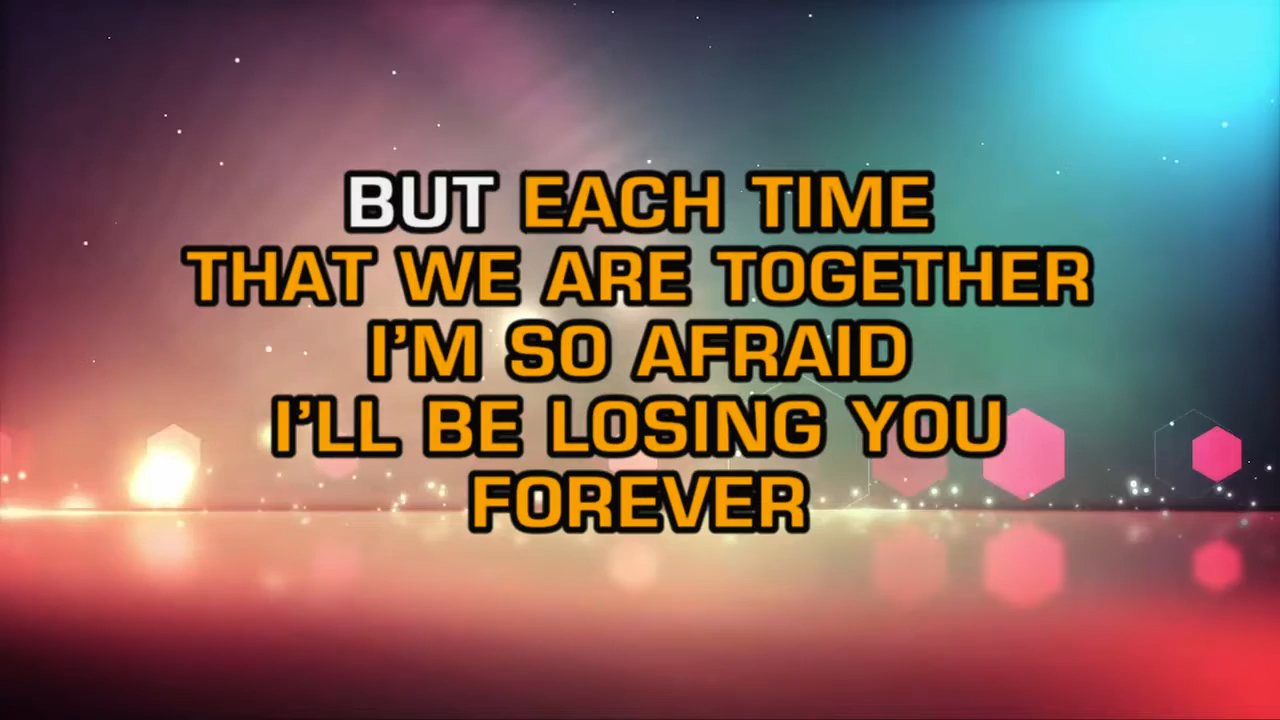 BUT EACH TIME
THAT WE ARE TOGETHER
I'M SO AFRAID
I'LL BE LOSING YOU
FOREVER